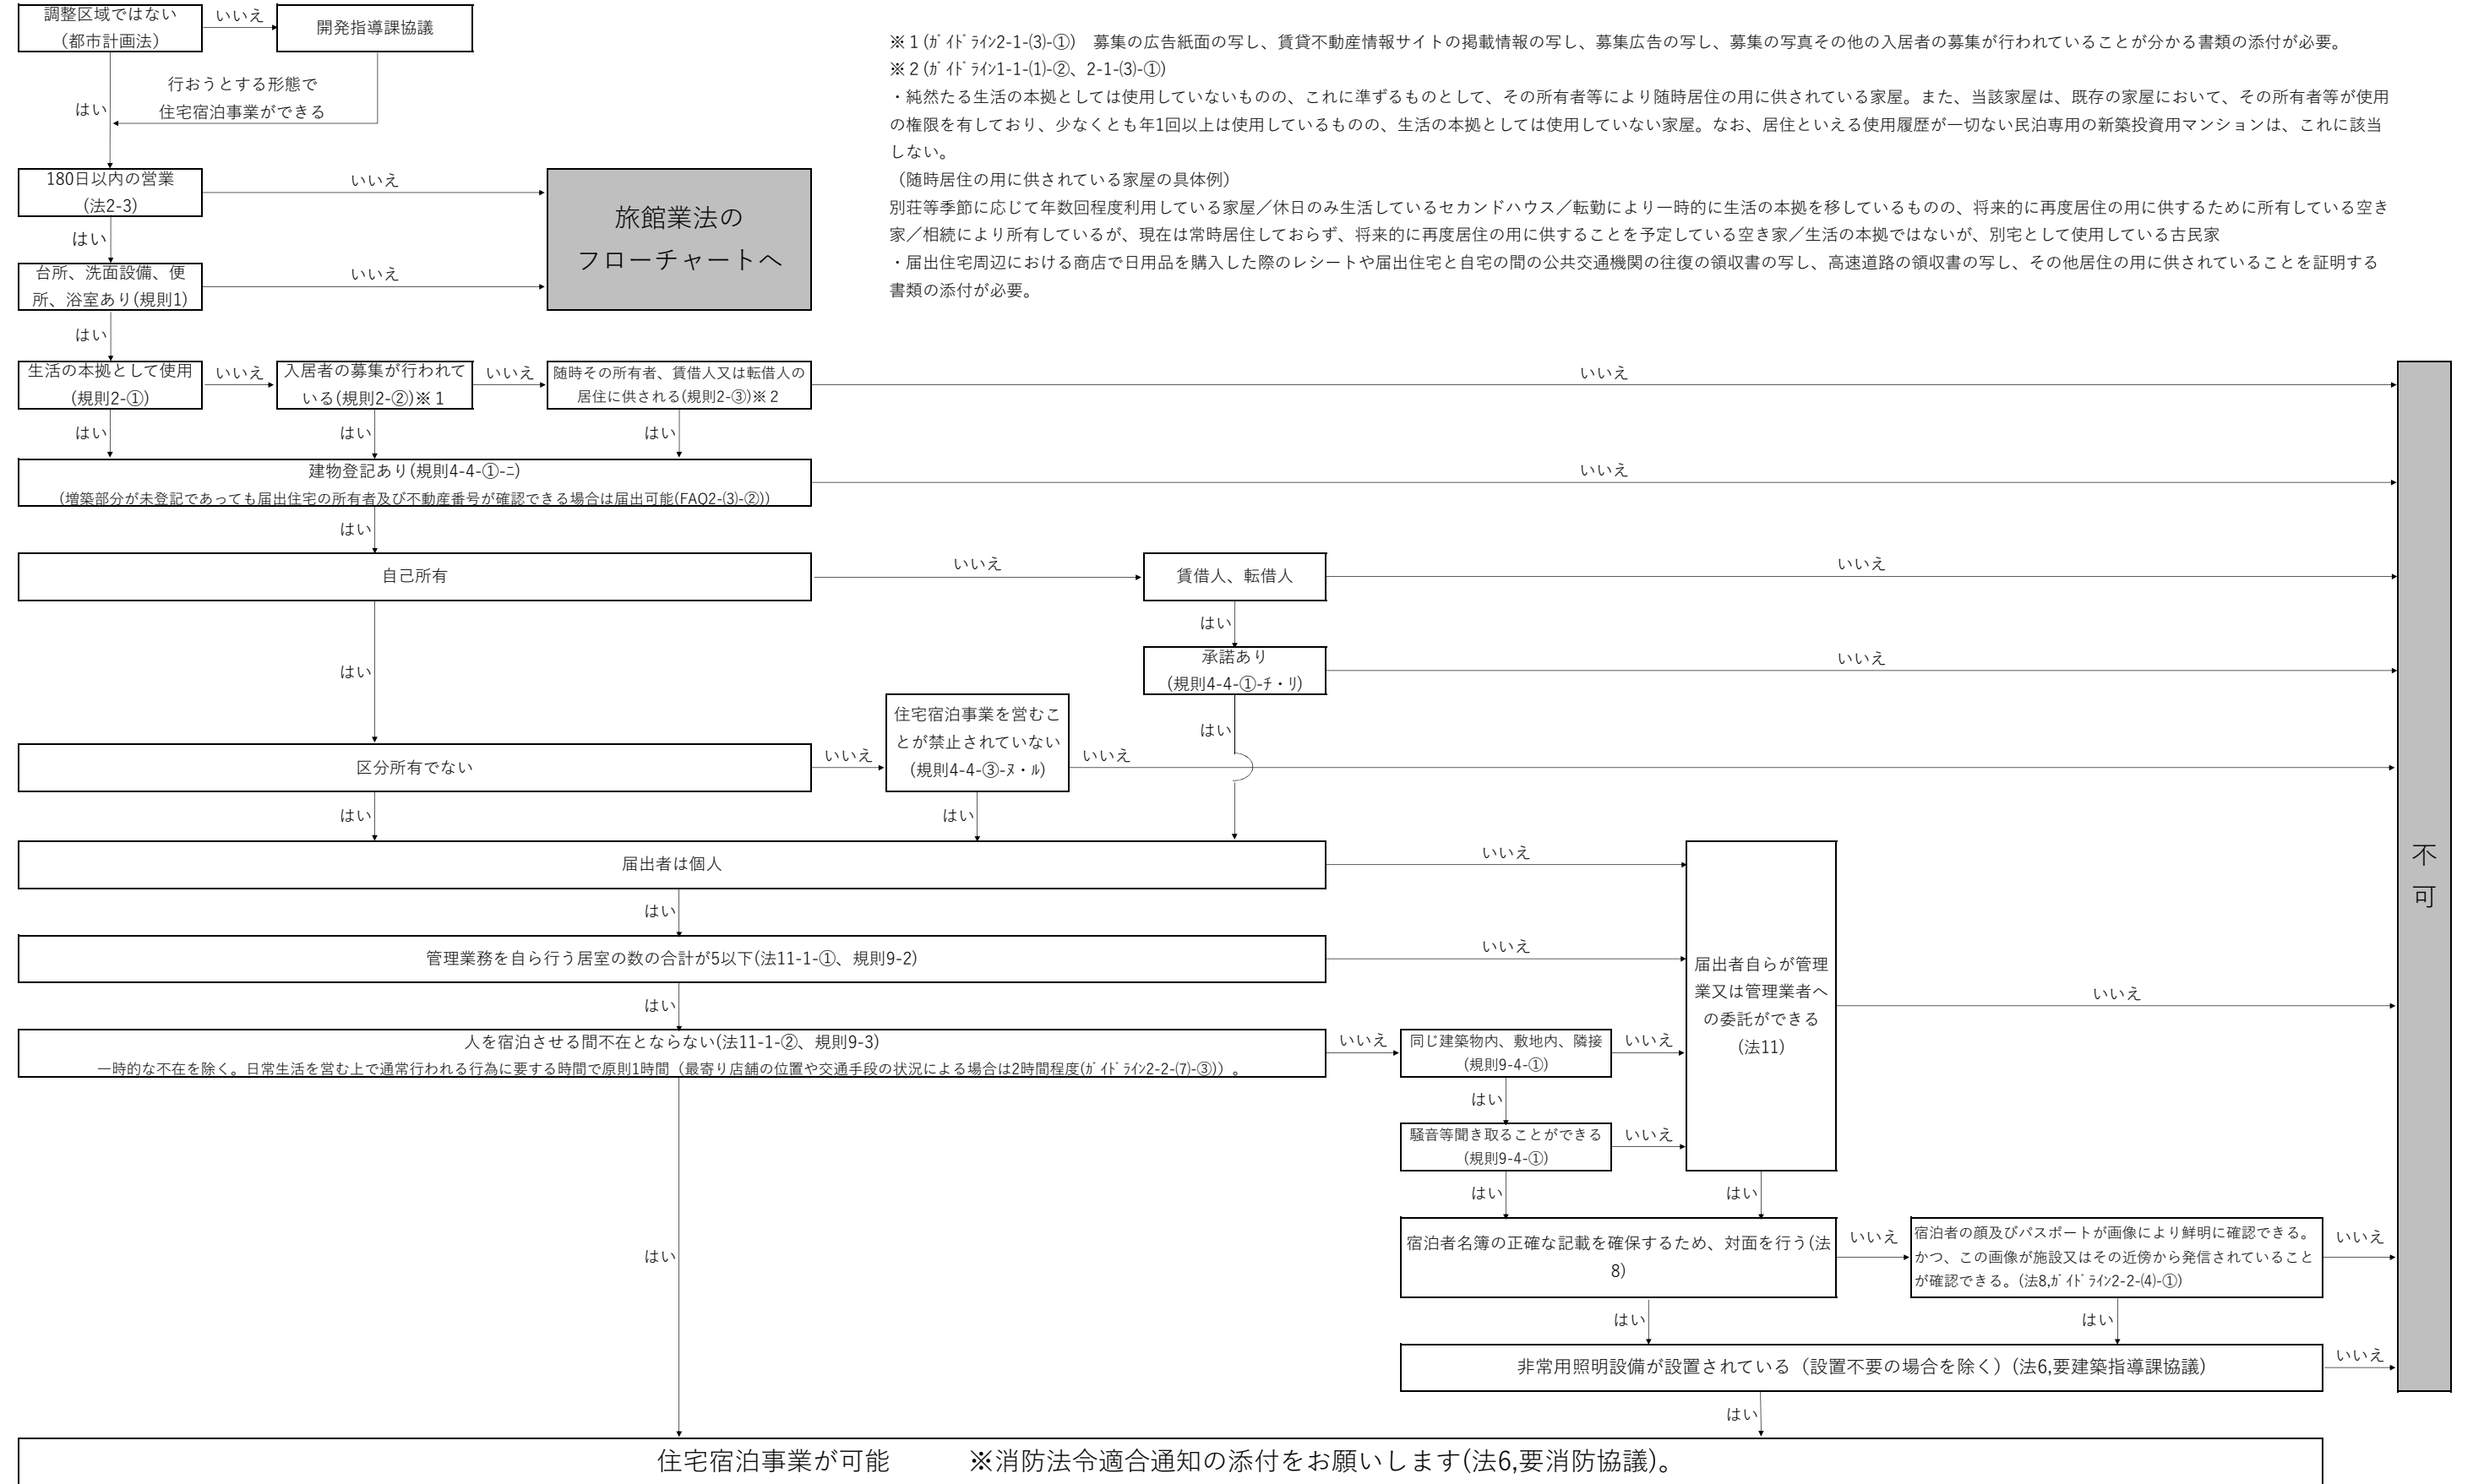 調整区域ではない
（都市計画法）
いいえ
開発指導課協議
行おうとする形態で
住宅宿泊事業ができる
はい
※１(ｶﾞｲﾄﾞﾗｲﾝ2-1-(3)-①)　募集の広告紙面の写し、賃貸不動産情報サイトの掲載情報の写し、募集広告の写し、募集の写真その他の入居者の募集が行われていることが分かる書類の添付が必要。
※２(ｶﾞｲﾄﾞﾗｲﾝ1-1-(1)-②、2-1-(3)-①)
・純然たる生活の本拠としては使用していないものの、これに準ずるものとして、その所有者等により随時居住の用に供されている家屋。また、当該家屋は、既存の家屋において、その所有者等が使用
の権限を有しており、少なくとも年1回以上は使用しているものの、生活の本拠としては使用していない家屋。なお、居住といえる使用履歴が一切ない民泊専用の新築投資用マンションは、これに該当
しない。
（随時居住の用に供されている家屋の具体例）
別荘等季節に応じて年数回程度利用している家屋／休日のみ生活しているセカンドハウス／転勤により一時的に生活の本拠を移しているものの、将来的に再度居住の用に供するために所有している空き
家／相続により所有しているが、現在は常時居住しておらず、将来的に再度居住の用に供することを予定している空き家／生活の本拠ではないが、別宅として使用している古民家
・届出住宅周辺における商店で日用品を購入した際のレシートや届出住宅と自宅の間の公共交通機関の往復の領収書の写し、高速道路の領収書の写し、その他居住の用に供されていることを証明する
書類の添付が必要。
180日以内の営業
(法2-3)
いいえ
はい
旅館業法の
フローチャートへ
台所、洗面設備、便
所、浴室あり(規則1)
いいえ
はい
生活の本拠として使用
(規則2-①)
いいえ
入居者の募集が行われて
いる(規則2-②)※１
いいえ
随時その所有者、賃借人又は転借人の
居住に供される(規則2-③)※２
いいえ
はい
はい
はい
建物登記あり(規則4-4-①-ﾆ)
(増築部分が未登記であっても届出住宅の所有者及び不動産番号が確認できる場合は届出可能(FAQ2-(3)-②))
いいえ
はい
自己所有
いいえ
賃借人、転借人
いいえ
はい
承諾あり
(規則4-4-①-ﾁ・ﾘ)
いいえ
はい
はい
区分所有でない
いいえ
住宅宿泊事業を営むこ
とが禁止されていない
(規則4-4-③-ﾇ・ﾙ)
いいえ
はい
はい
届出者は個人
いいえ
はい
管理業務を自ら行う居室の数の合計が5以下(法11-1-①、規則9-2)
いいえ
はい
届出者自らが管理
業又は管理業者へ
の委託ができる
(法11)
いいえ
不
可
人を宿泊させる間不在とならない(法11-1-②、規則9-3)
一時的な不在を除く。日常生活を営む上で通常行われる行為に要する時間で原則1時間（最寄り店舗の位置や交通手段の状況による場合は2時間程度(ｶﾞｲﾄﾞﾗｲﾝ2-2-(7)-③)）。
いいえ
同じ建築物内、敷地内、隣接
(規則9-4-①)
いいえ
はい
騒音等聞き取ることができる
(規則9-4-①)
いいえ
はい
はい
はい
宿泊者名簿の正確な記載を確保するため、対面を行う(法
8)
いいえ
宿泊者の顔及びパスポートが画像により鮮明に確認できる。
かつ、この画像が施設又はその近傍から発信されていること
が確認できる。(法8,ｶﾞｲﾄﾞﾗｲﾝ2-2-(4)-①)
いいえ
はい
はい
非常用照明設備が設置されている（設置不要の場合を除く）(法6,要建築指導課協議)
いいえ
はい
住宅宿泊事業が可能　　　※消防法令適合通知の添付をお願いします(法6,要消防協議)。